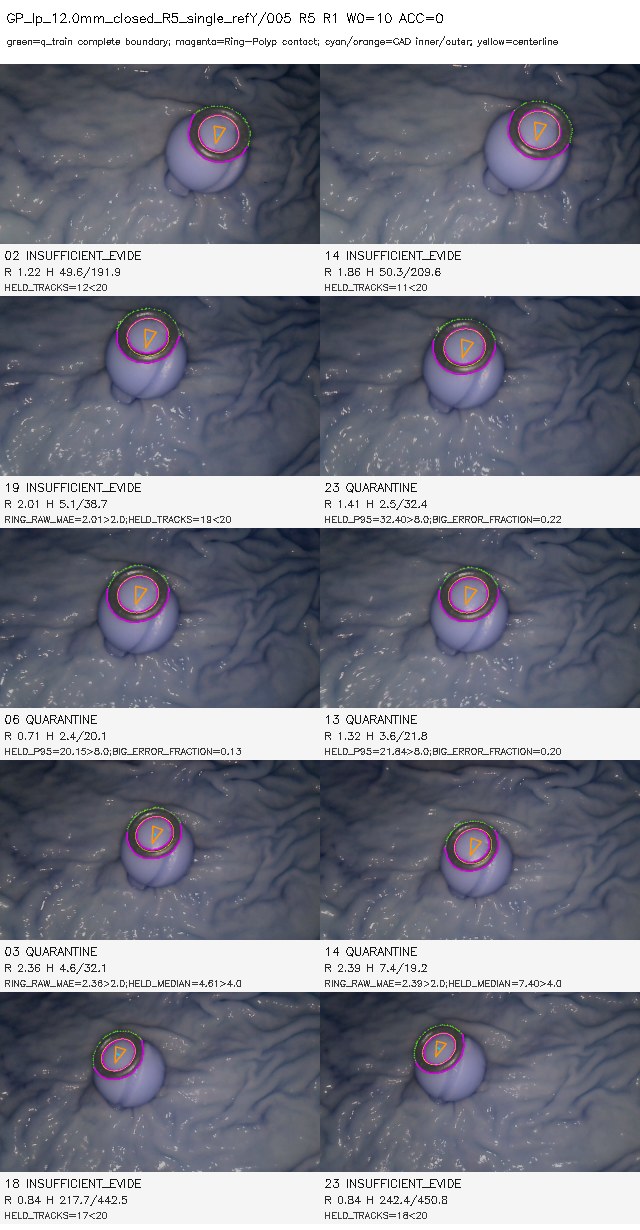 GP_Ip_12.0mm_closed_R5_single_refY/005 R5 R1 W0=10 ACC=0
green=q_train complete boundary; magenta=Ring-Polyp contact; cyan/orange=CAD inner/outer; yellow=centerline
02 INSUFFICIENT_EVIDE
R 1.22 H 49.6/191.9
HELD_TRACKS=12<20
14 INSUFFICIENT_EVIDE
R 1.86 H 50.3/209.6
HELD_TRACKS=11<20
19 INSUFFICIENT_EVIDE
R 2.01 H 5.1/38.7
RING_RAW_MAE=2.01>2.0;HELD_TRACKS=19<20
23 QUARANTINE
R 1.41 H 2.5/32.4
HELD_P95=32.40>8.0;BIG_ERROR_FRACTION=0.22
06 QUARANTINE
R 0.71 H 2.4/20.1
HELD_P95=20.15>8.0;BIG_ERROR_FRACTION=0.13
13 QUARANTINE
R 1.32 H 3.6/21.8
HELD_P95=21.84>8.0;BIG_ERROR_FRACTION=0.20
03 QUARANTINE
R 2.36 H 4.6/32.1
RING_RAW_MAE=2.36>2.0;HELD_MEDIAN=4.61>4.0
14 QUARANTINE
R 2.39 H 7.4/19.2
RING_RAW_MAE=2.39>2.0;HELD_MEDIAN=7.40>4.0
18 INSUFFICIENT_EVIDE
R 0.84 H 217.7/442.5
HELD_TRACKS=17<20
23 INSUFFICIENT_EVIDE
R 0.84 H 242.4/450.8
HELD_TRACKS=18<20